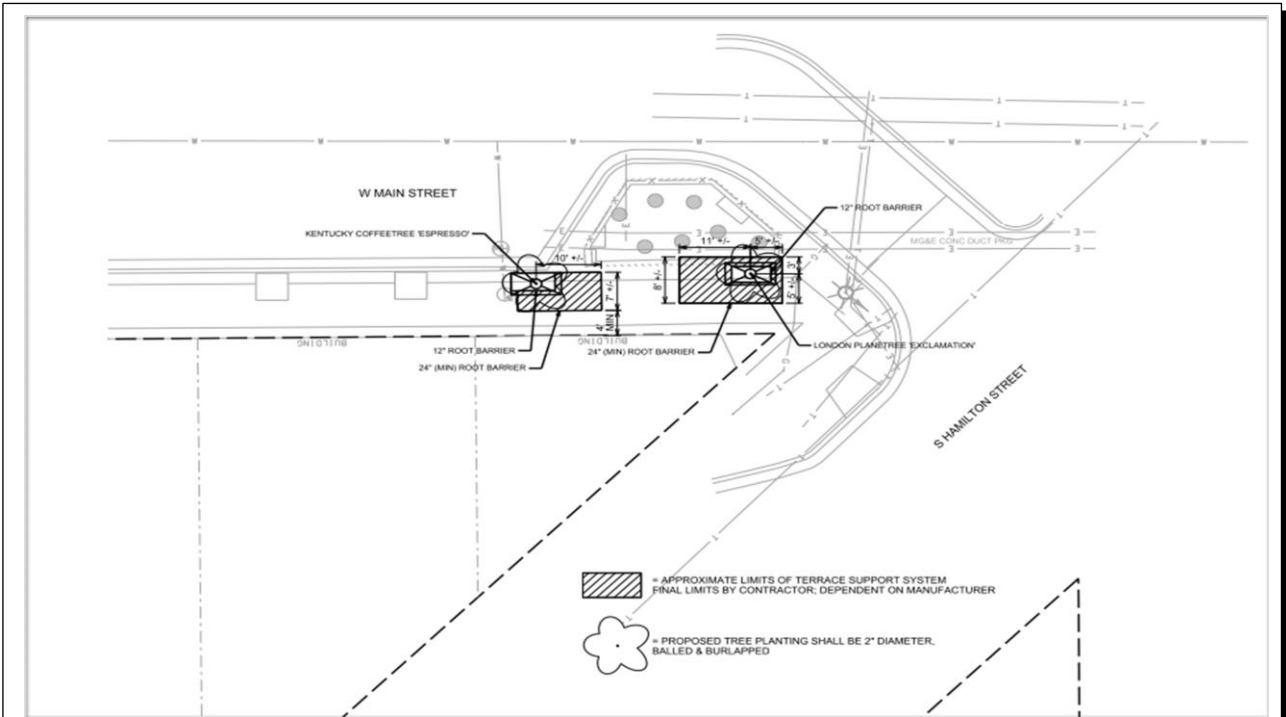 T T T T
T T T T
W W W W W W W W W
W MAIN STREET
KENTUCKY COFFEETREE 'ESPRESSO'
12" ROOT BARRIER
MG&E CONC DUCT PKG
E E E
E E E
10' +/-
11' +/-
5' +/-
3'
8' +/-
5' +/-
7' +/-
4'
MIN
BUILDING
BUILDING
12" ROOT BARRIER
24" (MIN) ROOT BARRIER
24" (MIN) ROOT BARRIER
LONDON PLANETREE 'EXCLAMATION'
S HAMILTON STREET
= APPROXIMATE LIMITS OF TERRACE SUPPORT SYSTEM
FINAL LIMITS BY CONTRACTOR; DEPENDENT ON MANUFACTURER
= PROPOSED TREE PLANTING SHALL BE 2" DIAMETER,
BALLED & BURLAPPED